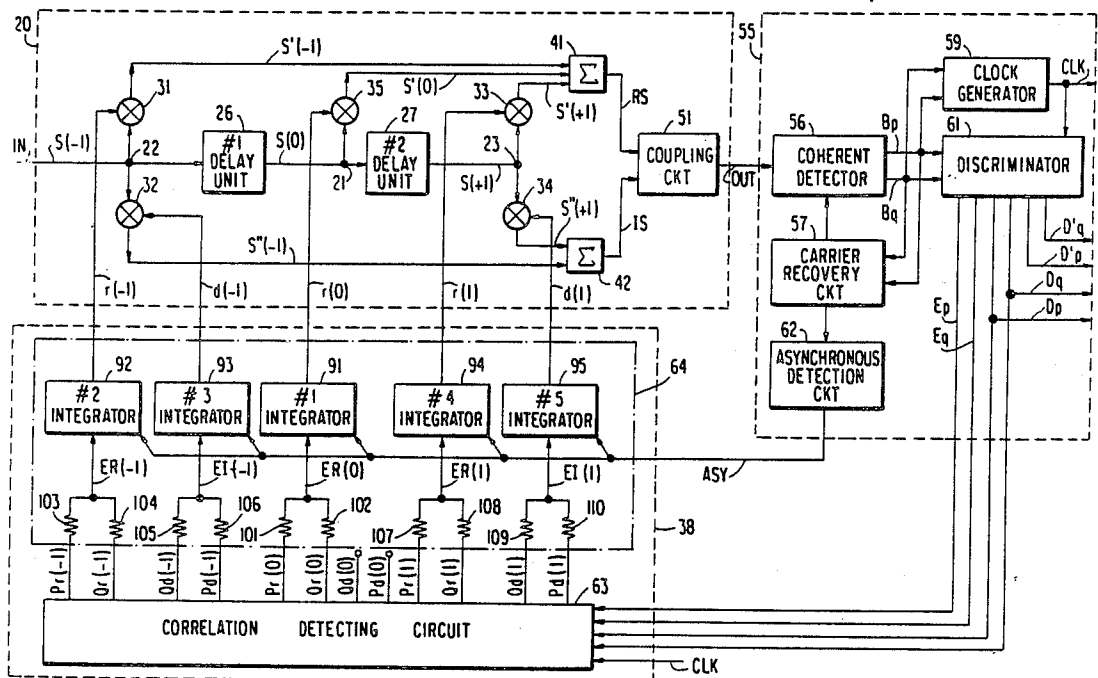 20
IN
S(-1)
S'(-1)
31
22
32
S"(-1)
26
#1
DELAY
UNIT
S(0)
35
S'(0)
21
27
#2
DELAY
UNIT
S(+1)
33
S'(+1)
23
34
S"(+1)
41
Σ
RS
Σ
42
IS
51
COUPLING
CKT
OUT
r(-1)
d(-1)
r(0)
r(1)
d(1)
55
56
COHERENT
DETECTOR
Bp
Bq
59
CLOCK
GENERATOR
CLK
61
DISCRIMINATOR
57
CARRIER
RECOVERY
CKT
62
ASYNCHRONOUS
DETECTION
CKT
Ep
Eq
D'q
D'p
Dq
Dp
92
#2
INTEGRATOR
93
#3
INTEGRATOR
91
#1
INTEGRATOR
94
#4
INTEGRATOR
95
#5
INTEGRATOR
64
ASY
ER(-1)
EI(-1)
ER(0)
ER(1)
EI(1)
103
104
105
106
101
102
107
108
109
110
38
Pr(-1)
Qr(-1)
Qd(-1)
Pd(-1)
Pr(0)
Qr(0)
Qd(0)
Pd(0)
Pr(1)
Qr(1)
Qd(1)
Pd(1)
63
CORRELATION DETECTING CIRCUIT
CLK